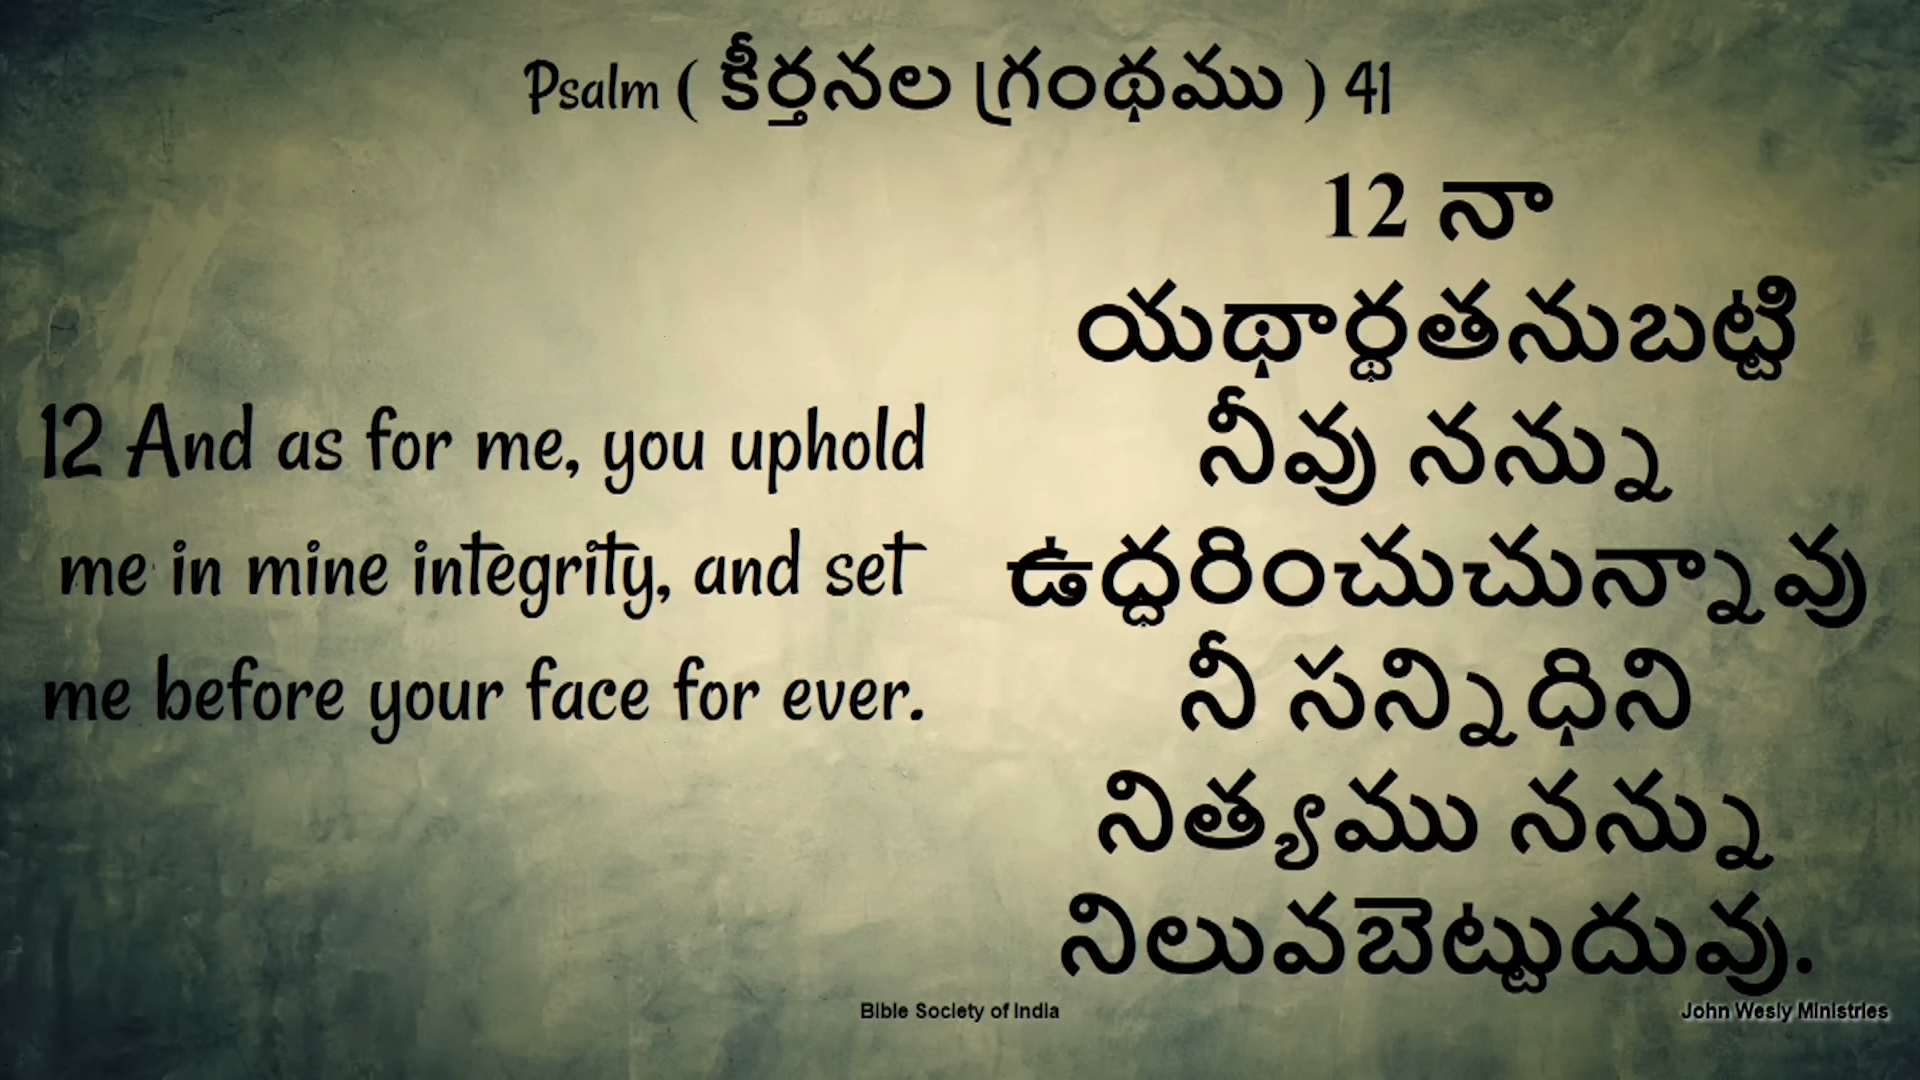 Psalm ( కీర్తనల గ్రంథము ) 41
12 And as for me, you uphold
me in mine integrity, and set
me before your face for ever.
12 నా
యథార్థతనుబట్టి
నీవు నన్ను
ఉద్ధరించుచున్నావు
నీ సన్నిధిని
నిత్యము నన్ను
నిలువబెట్టుదువు.
Bible Society of India
John Wesly Ministries